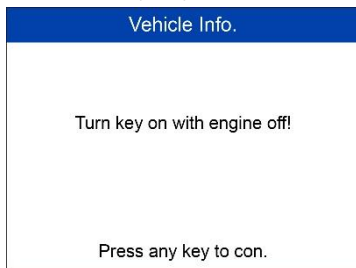 Vehicle Info.
Turn key on with engine off!
Press any key to con.